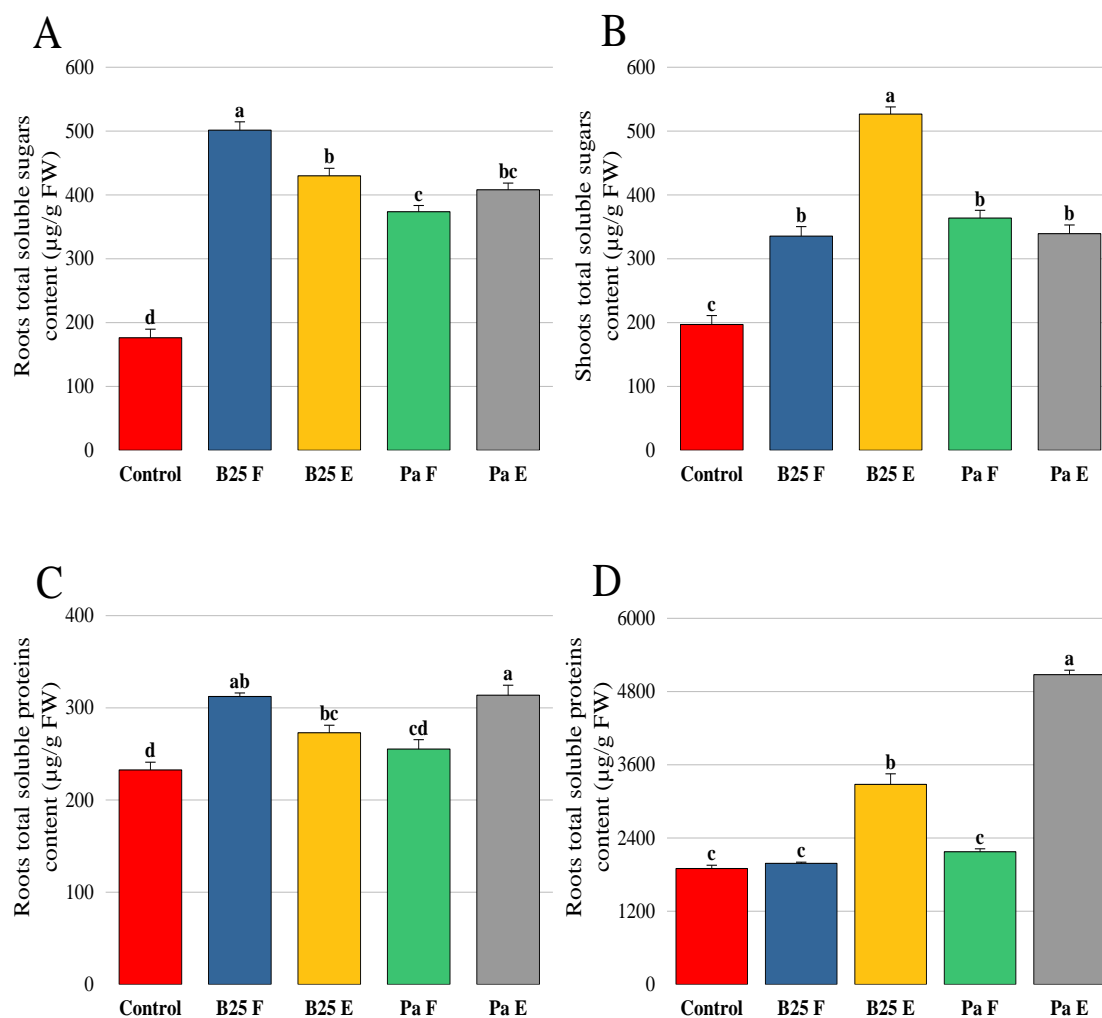 A
Roots total soluble sugars
content (µg/g FW)
600
500
400
300
200
100
0
d
a
b
c
bc
Control B25 F B25 E Pa F Pa E
B
Shoots total soluble sugars
content (µg/g FW)
600
500
400
300
200
100
0
c
b
a
b
b
Control B25 F B25 E Pa F Pa E
C
Roots total soluble proteins
content (µg/g FW)
400
300
200
100
0
d
ab
bc
cd
a
Control B25 F B25 E Pa F Pa E
D
Roots total soluble proteins
content (µg/g FW)
6000
4800
3600
2400
1200
0
c
c
b
c
a
Control B25 F B25 E Pa F Pa E